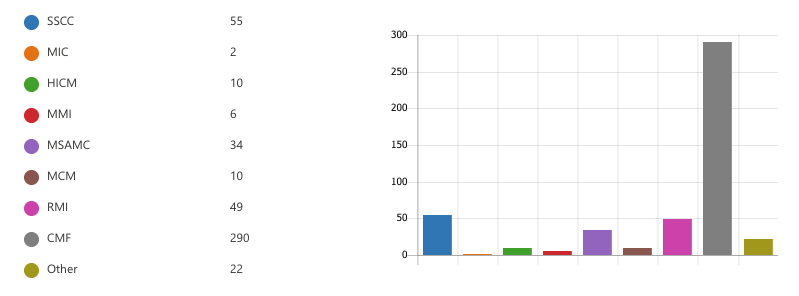 SSCC 55
MIC 2
HICM 10
MMI 6
MSAMC 34
MCM 10
RMI 49
CMF 290
Other 22
300
250
200
150
100
50
0